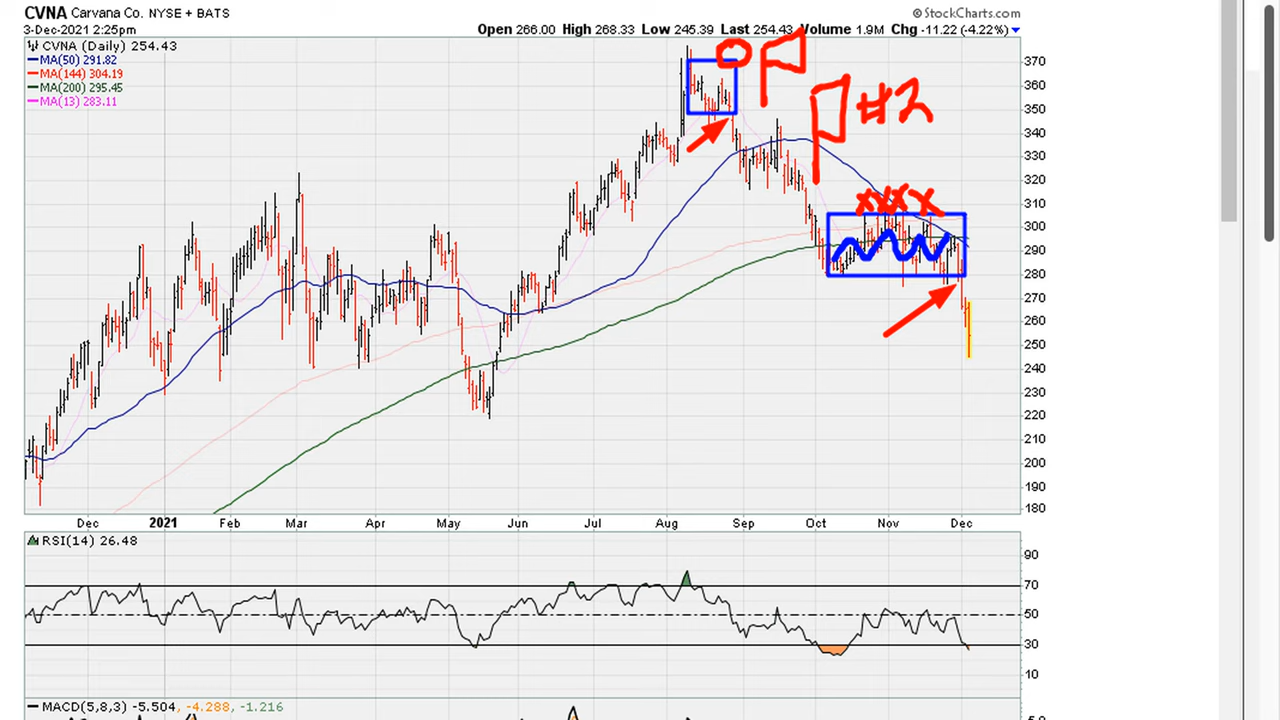 CVNA Carvana Co. NYSE + BATS
© StockCharts.com
3-Dec-2021 2:25pm
Open 266.00 High 268.33 Low 245.39 Last 254.43 Volume 1.9M Chg -11.22 (-4.22%)
CVNA (Daily) 254.43
MA(50) 291.82
MA(144) 304.19
MA(200) 295.45
MA(13) 283.11
#2
xxxx
370
360
350
340
330
320
310
300
290
280
270
260
250
240
230
220
210
200
190
180
Dec 2021 Feb Mar Apr May Jun Jul Aug Sep Oct Nov Dec
RSI(14) 26.48
90
70
50
30
10
MACD(5,8,3) -5.504, -4.288, -1.216